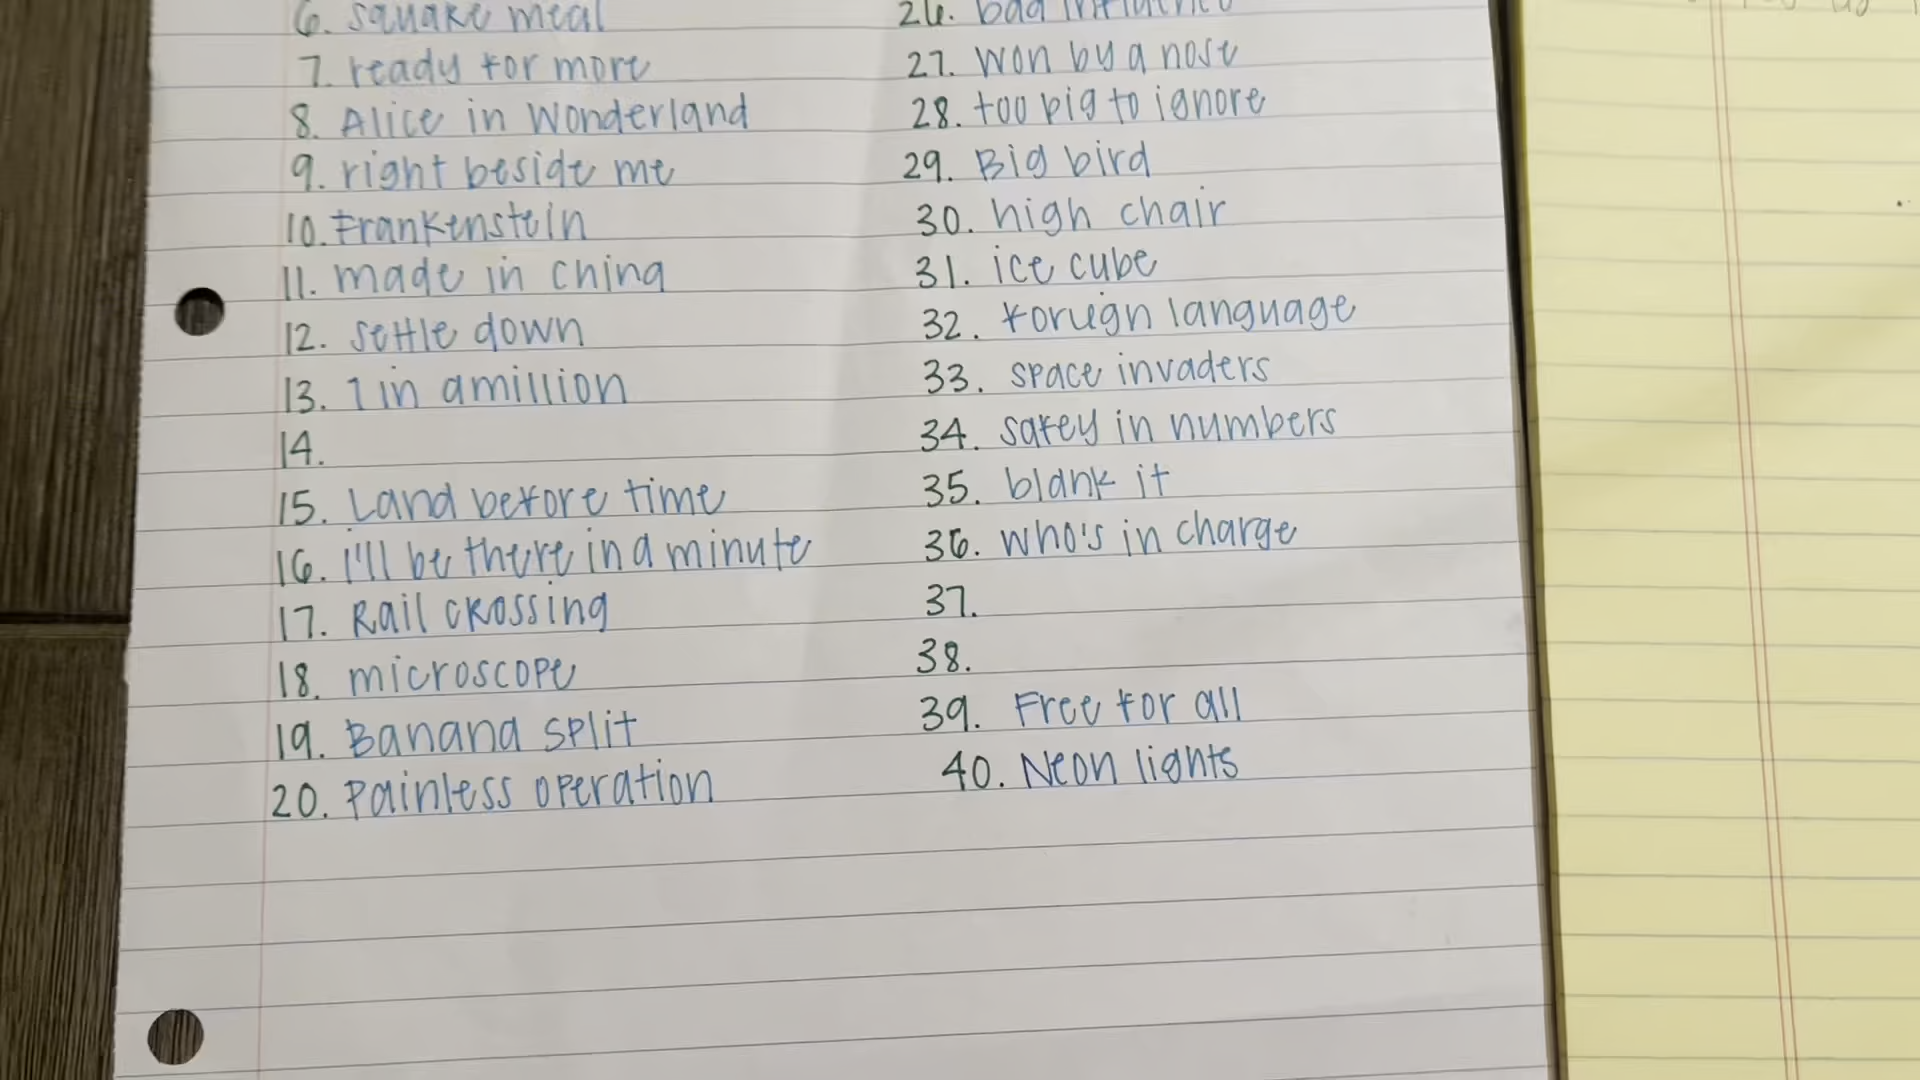 6. square meal
7. ready for more
8. Alice in Wonderland
9. right beside me
10. Frankenstein
11. made in china
12. settle down
13. 1 in a million
14.
15. Land before time
16. i'll be there in a minute
17. Rail crossing
18. microscope
19. Banana split
20. Painless operation
26. bad influence
27. Won by a nose
28. too big to ignore
29. Big bird
30. high chair
31. ice cube
32. foreign language
33. space invaders
34. safey in numbers
35. blank it
36. who's in charge
37.
38.
39. Free for all
40. Neon lights